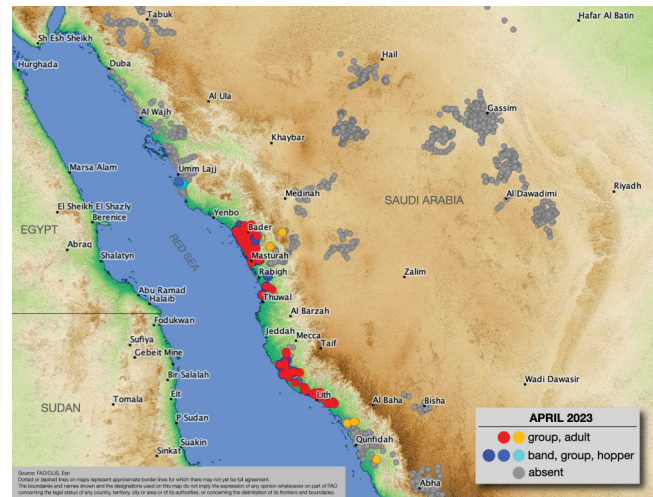 Tabuk
Hafar Al Batin
Sh Esh Sheikh
Hail
Hurghada
Duba
Al Ula
Al Wajh
Gassim
Khaybar
Marsa Alam
Umm Lajj
Riyadh
Medinah
Al Dawadimi
SAUDI ARABIA
El Sheikh El Shazly
Yenbo
Berenice
EGYPT
Bader
RED SEA
Abraq
Shalatyn
Masturah
Rabigh
Zalim
Abu Ramad
Halaib
Thuwal
Al Barzah
Fodukwan
Jeddah
Mecca
Sufiya
Taif
Gebeit Mine
Bir Salalah
Wadi Dawasir
Tomala
Eit
Lith
Al Baha
Bisha
SUDAN
P Sudan
APRIL 2023
group, adult
Suakin
Qunfidah
band, group, hopper
Sinkat
absent
Abha
Source: FAO/DLIS, Esri
Dotted or dashed lines on maps represent approximate border lines for which there may not yet be full agreement.
The boundaries and names shown and the designations used on this map do not imply the expression of any opinion whatsoever on part of FAO
concerning the legal status of any country, territory, city or area or of its authorities, or concerning the delimitation of its frontiers and boundaries.